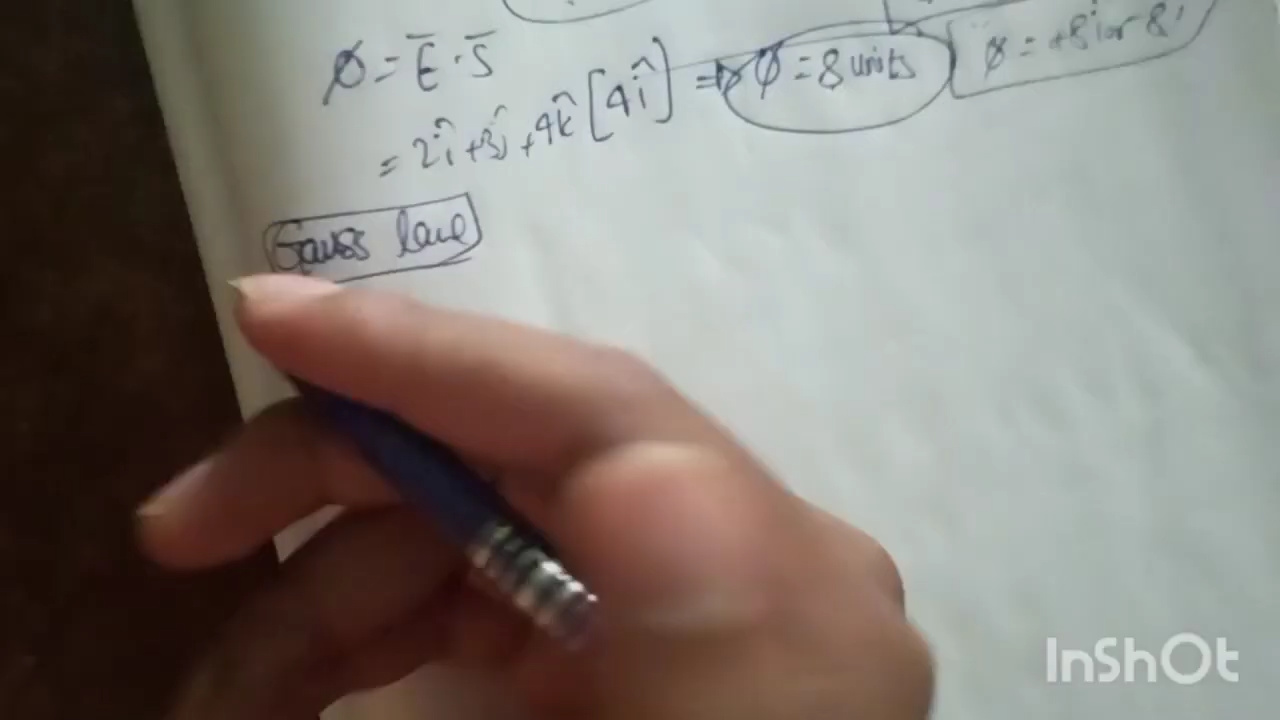 ∅ = Ē · S̄ = 2î + 3ĵ + 4k̂ [4î] ⇒ ∅ = 8 units
∅ = +8 or 8
Gauss law
InShOt